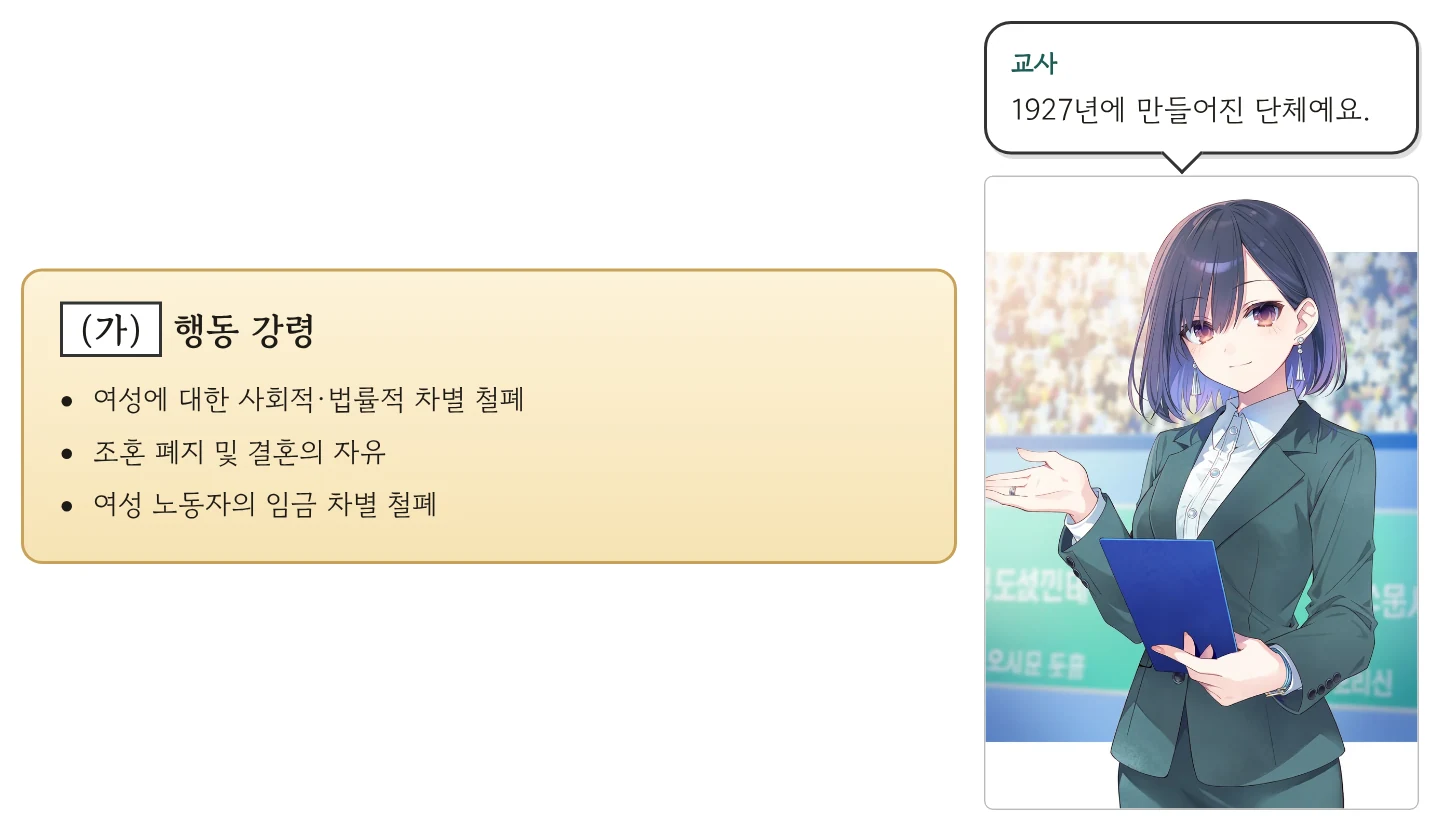 교사
1927년에 만들어진 단체예요.
(가) 행동 강령
• 여성에 대한 사회적·법률적 차별 철폐
• 조혼 폐지 및 결혼의 자유
• 여성 노동자의 임금 차별 철폐